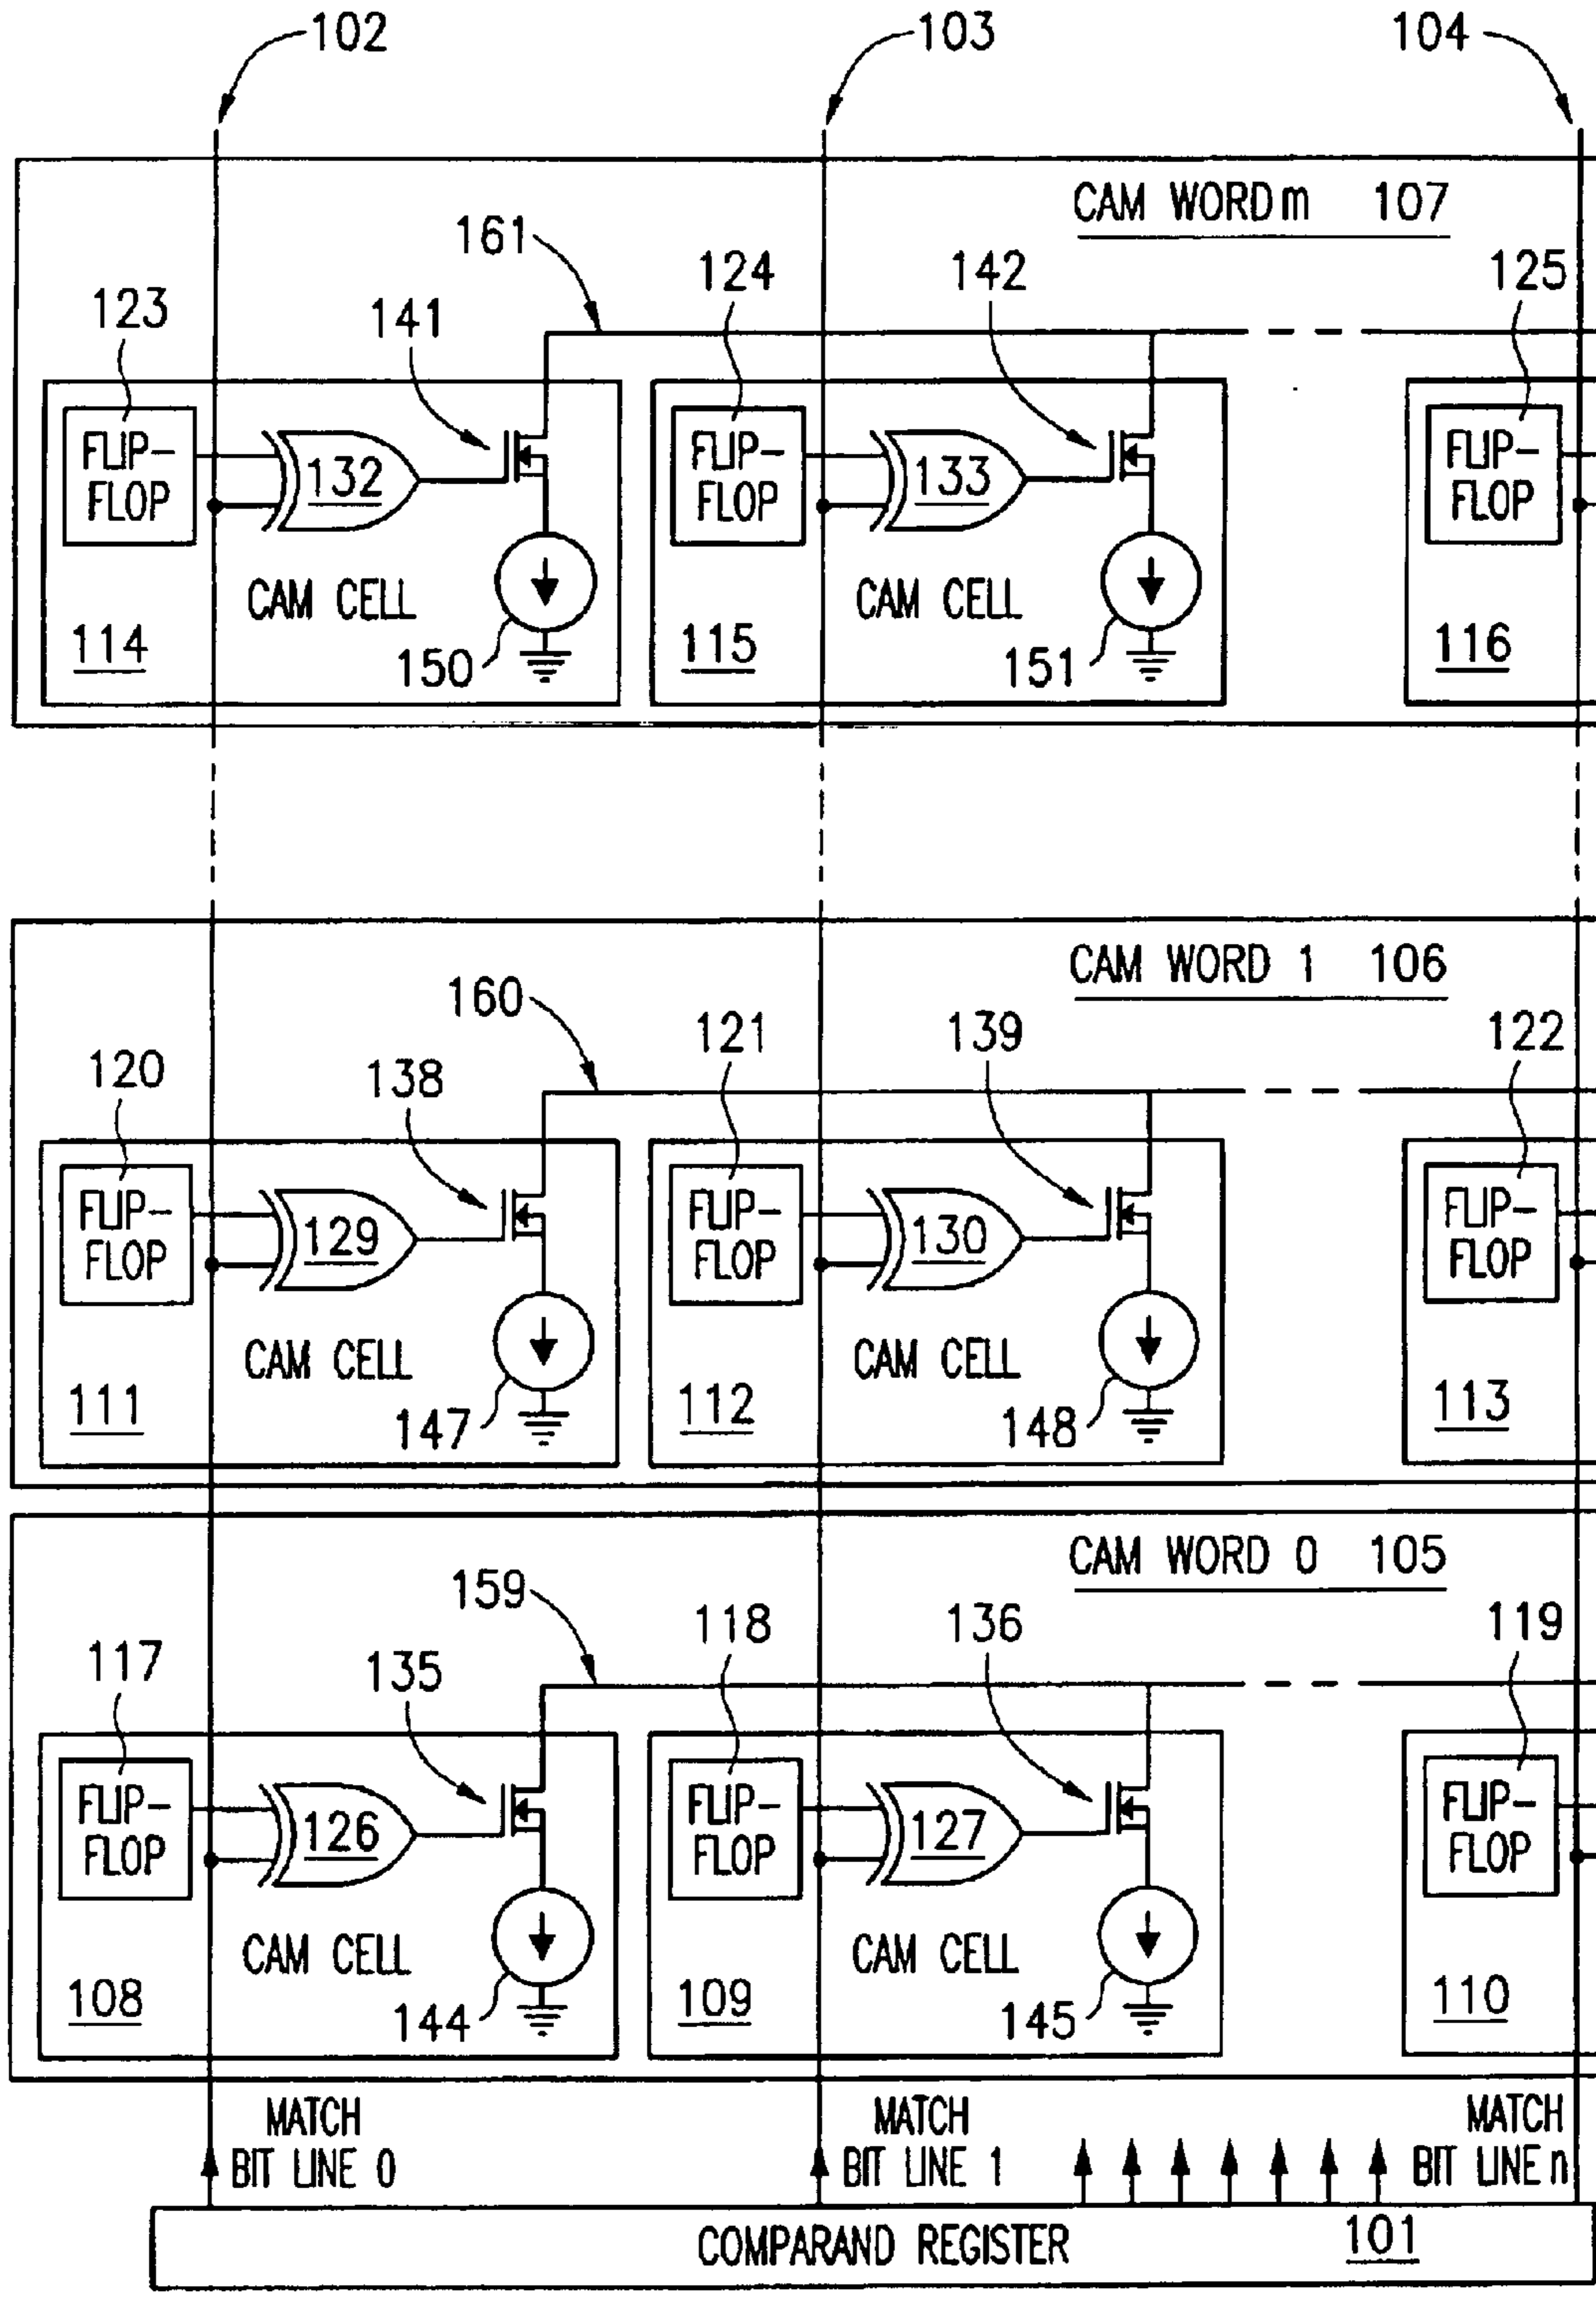 102
103
104
CAM WORD m 107
161
123
141
124
142
125
FLIP-
FLOP
132
FLIP-
FLOP
133
FLIP-
FLOP
CAM CELL
CAM CELL
114
150
115
151
116
CAM WORD 1 106
160
120
138
121
139
122
FLIP-
FLOP
129
FLIP-
FLOP
130
FLIP-
FLOP
CAM CELL
CAM CELL
111
147
112
148
113
CAM WORD 0 105
159
117
135
118
136
119
FLIP-
FLOP
126
FLIP-
FLOP
127
FLIP-
FLOP
CAM CELL
CAM CELL
108
144
109
145
110
MATCH
BIT LINE 0
MATCH
BIT LINE 1
MATCH
BIT LINE n
COMPARAND REGISTER 101